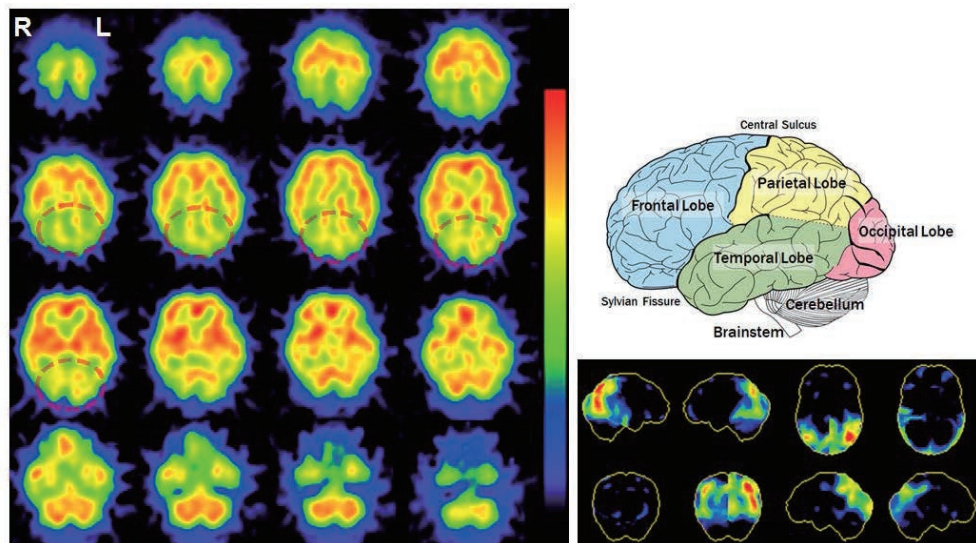 R L
Central Sulcus
Parietal Lobe
Frontal Lobe
Occipital Lobe
Temporal Lobe
Sylvian Fissure
Cerebellum
Brainstem